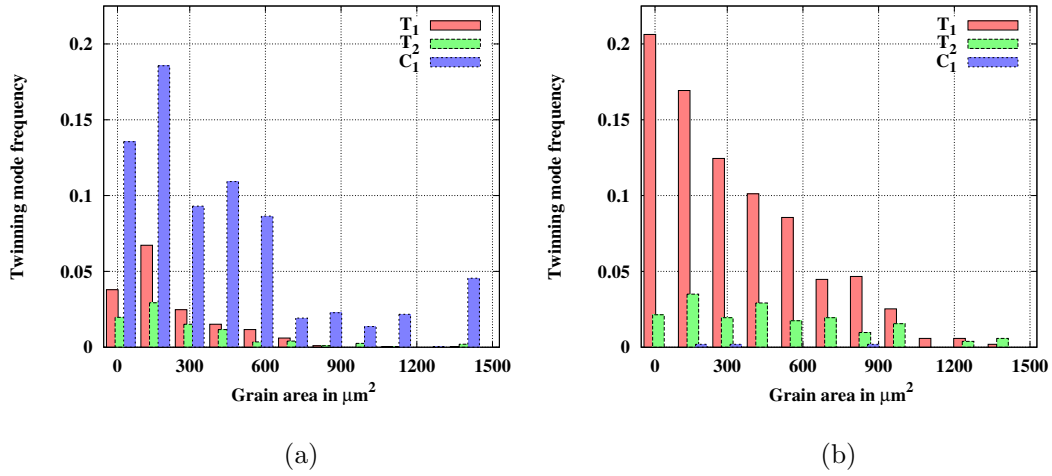 T₁
T₂
C₁
0.2
0.15
0.1
0.05
0
Twinning mode frequency
0 300 600 900 1200 1500
Grain area in μm²
(a)
T₁
T₂
C₁
0.2
0.15
0.1
0.05
0
Twinning mode frequency
0 300 600 900 1200 1500
Grain area in μm²
(b)